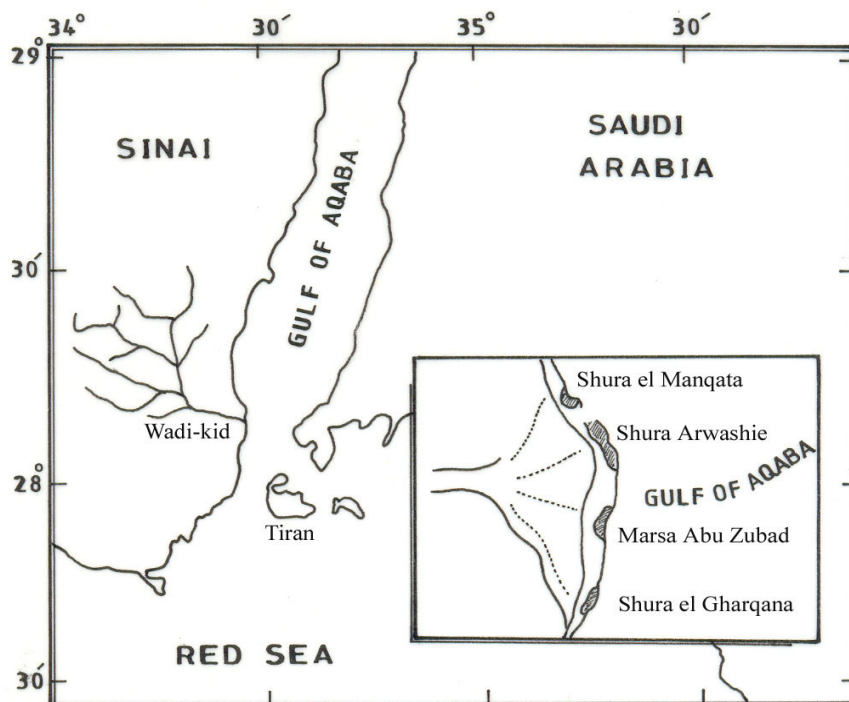 34° 30´ 35° 30´
29°
SINAI
SAUDI
ARABIA
GULF OF AQABA
30´
Wadi-kid
Shura el Manqata
Shura Arwashie
GULF OF AQABA
Marsa Abu Zubad
Shura el Gharqana
28°
Tiran
RED SEA
30´